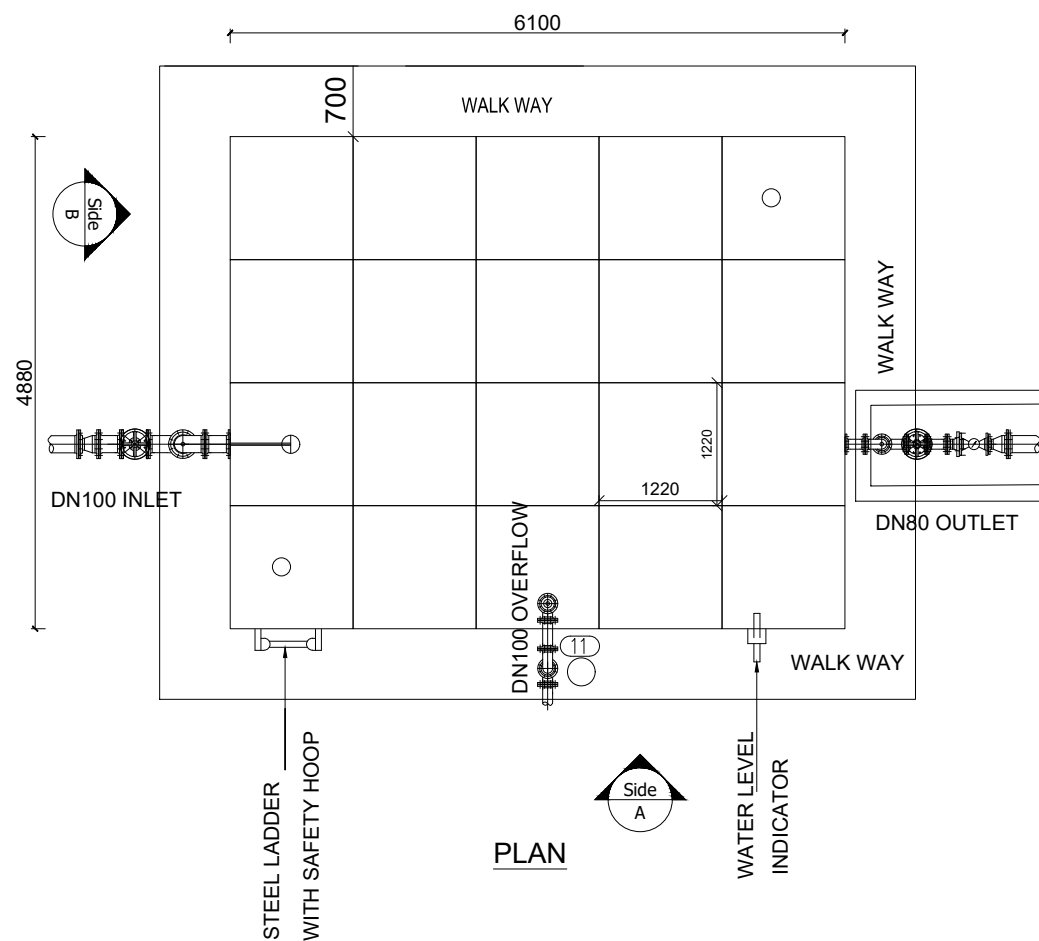 6100
700
WALK WAY
Side
B
WALK WAY
4880
1220
1220
DN100 INLET
DN80 OUTLET
DN100 OVERFLOW
11
WALK WAY
STEEL LADDER
WITH SAFETY HOOP
Side
A
WATER LEVEL
INDICATOR
PLAN